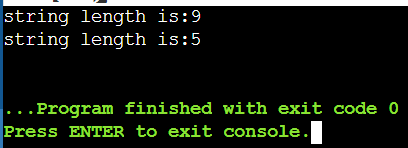 string length is:9
string length is:5
...Program finished with exit code 0
Press ENTER to exit console.